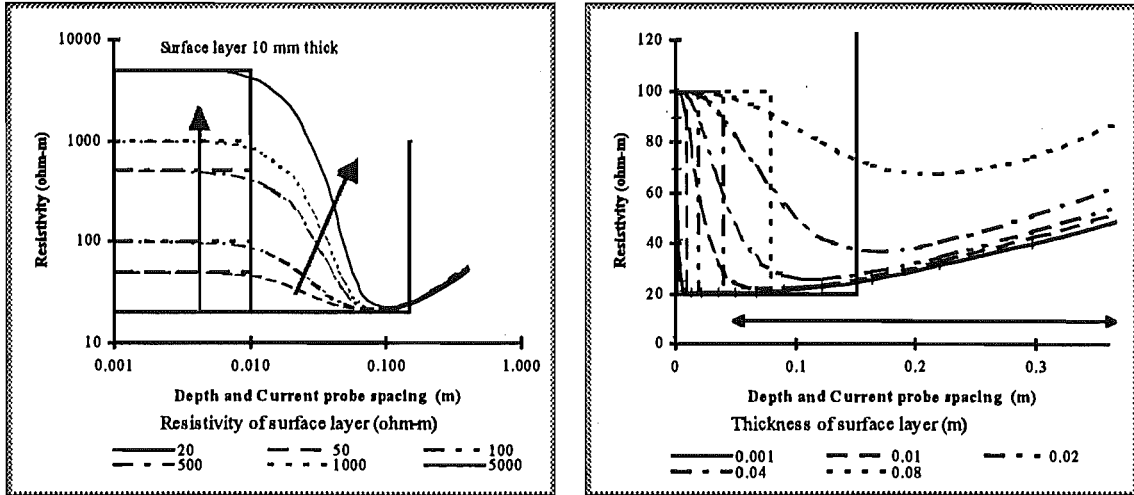 10000
Surface layer 10 mm thick
1000
100
10
Resistivity (ohm-m)
0.001 0.010 0.100 1.000
Depth and Current probe spacing (m)
Resistivity of surface layer (ohm-m)
20 50 100
500 1000 5000
120
100
80
60
40
20
0
Resistivity (ohm-m)
0 0.1 0.2 0.3
Depth and Current probe spacing (m)
Thickness of surface layer (m)
0.001 0.01 0.02
0.04 0.08